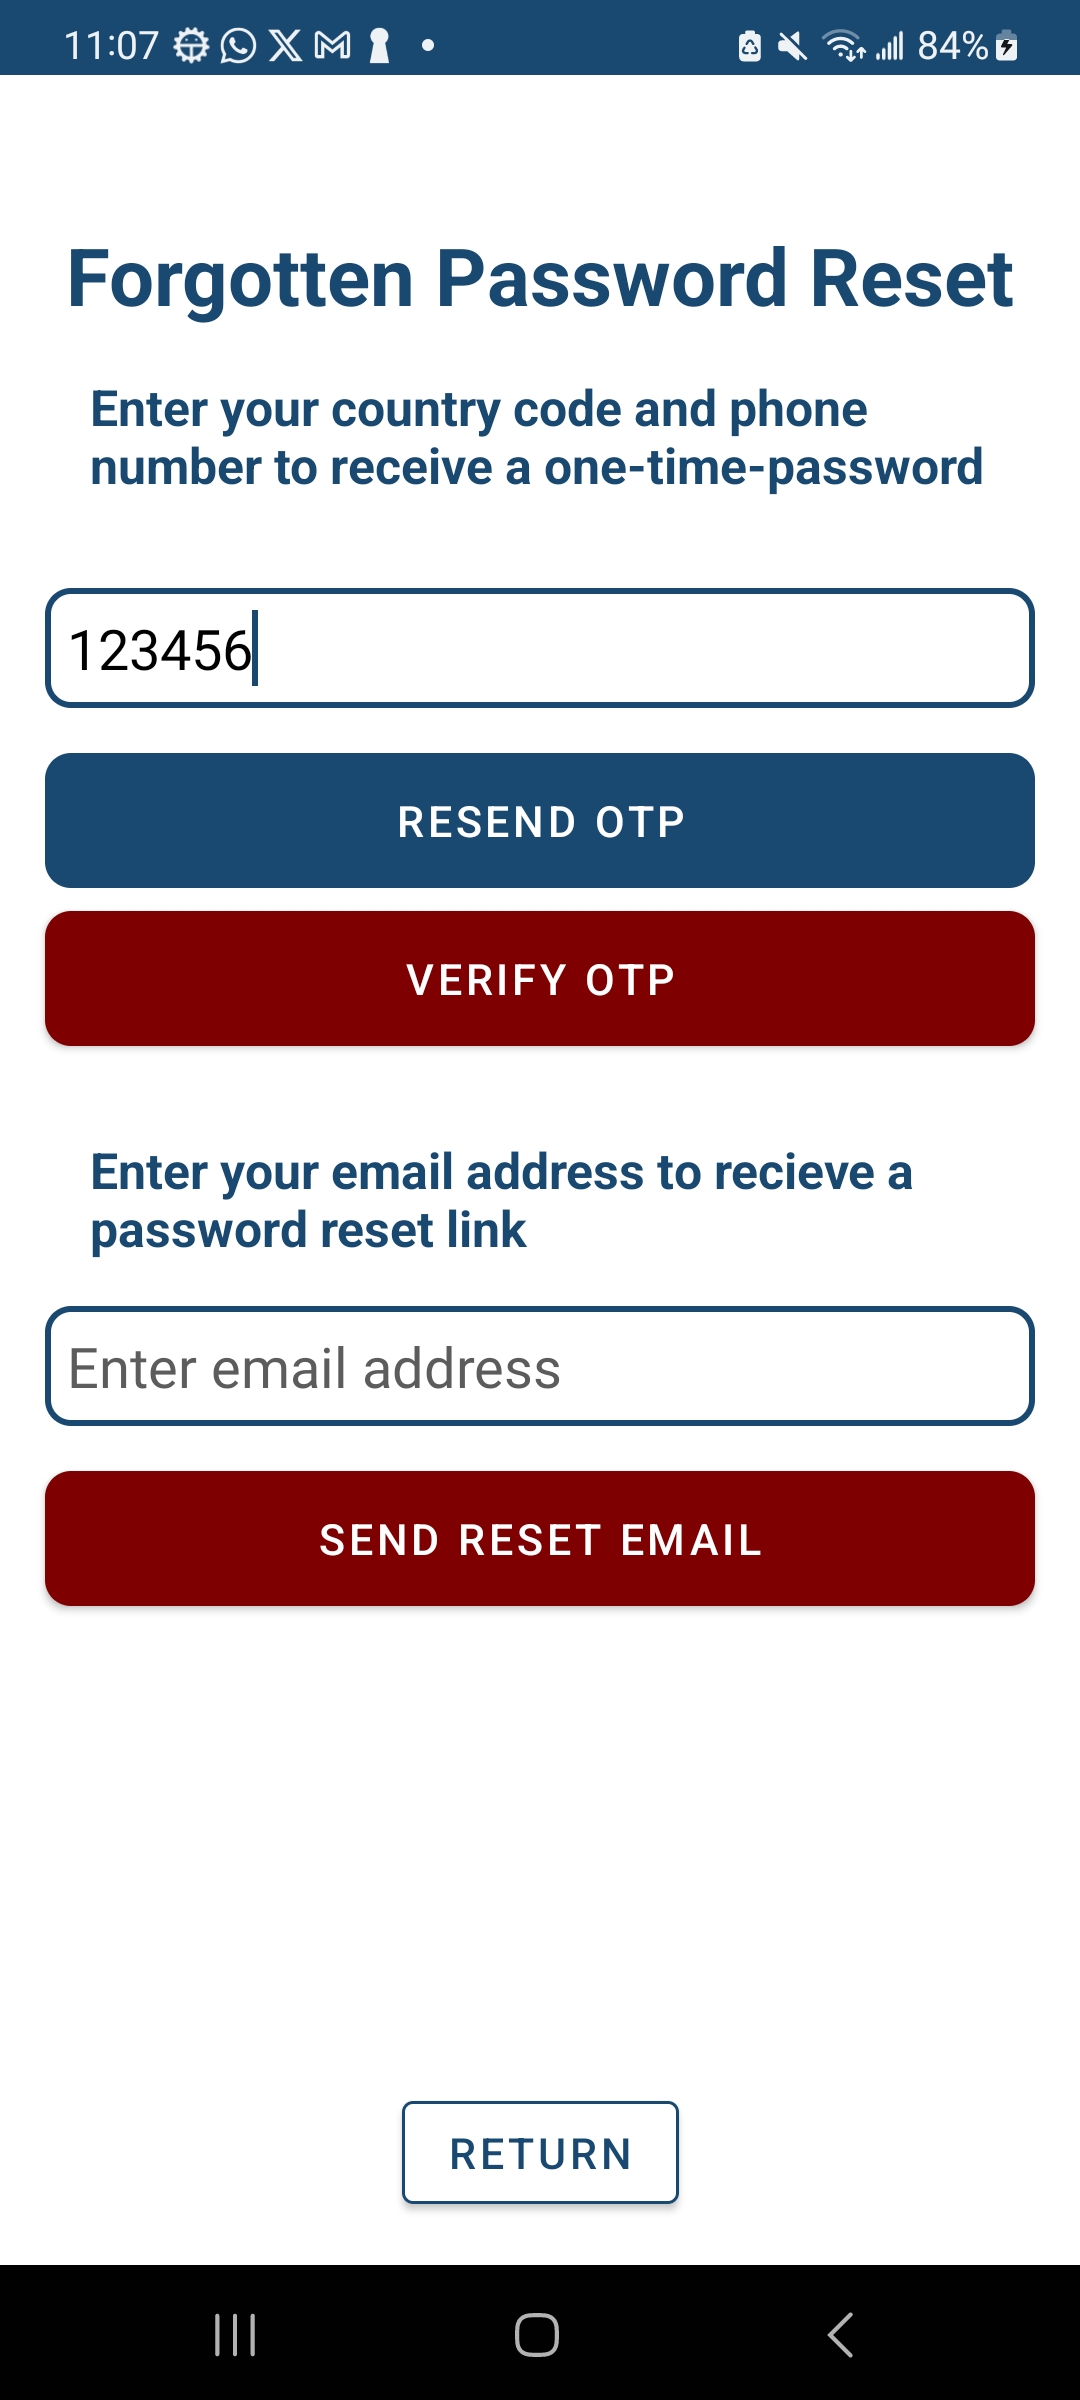 11:07 84%
Forgotten Password Reset
Enter your country code and phone
number to receive a one-time-password
123456
RESEND OTP
VERIFY OTP
Enter your email address to recieve a
password reset link
Enter email address
SEND RESET EMAIL
RETURN